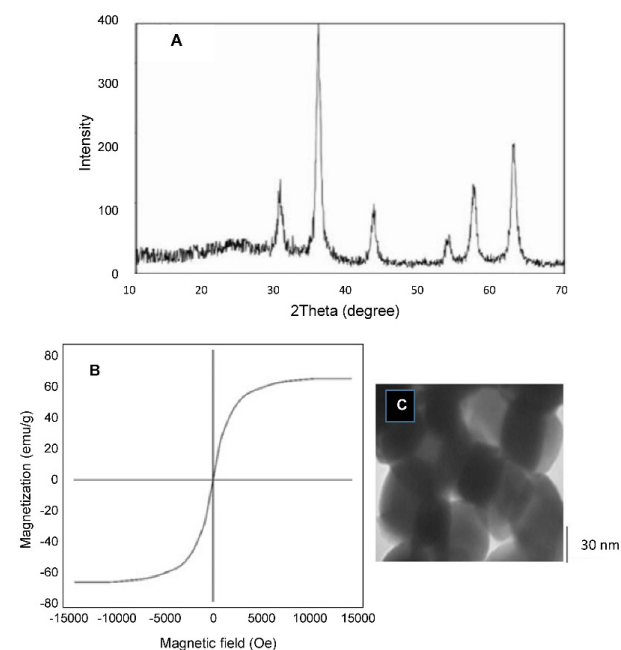 A
400
300
200
100
0
Intensity
10 20 30 40 50 60 70
2Theta (degree)
B
80
60
40
20
0
-20
-40
-60
-80
Magnetization (emu/g)
-15000 -10000 -5000 0 5000 10000 15000
Magnetic field (Oe)
C
30 nm